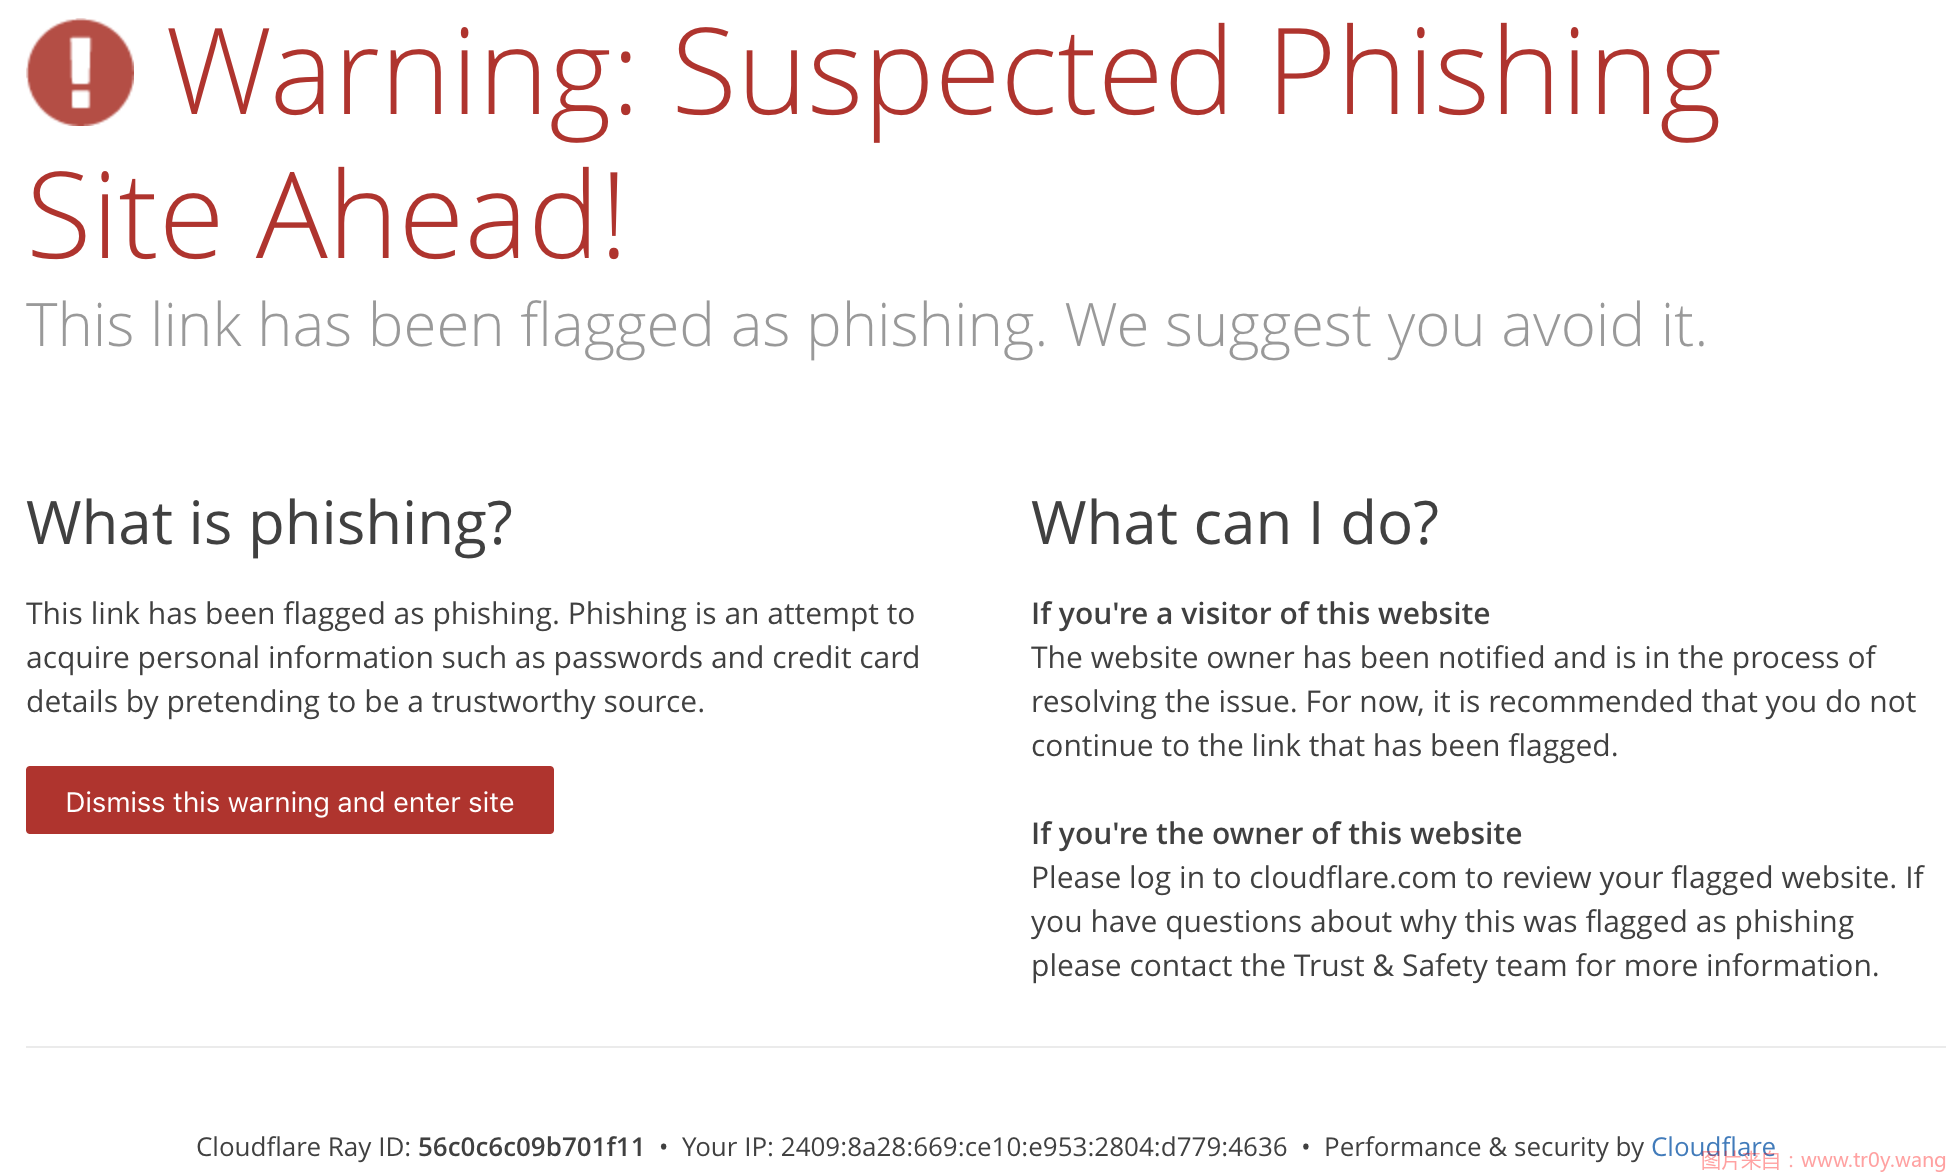 Warning: Suspected Phishing
Site Ahead!
This link has been flagged as phishing. We suggest you avoid it.
What is phishing?
This link has been flagged as phishing. Phishing is an attempt to
acquire personal information such as passwords and credit card
details by pretending to be a trustworthy source.
Dismiss this warning and enter site
What can I do?
If you're a visitor of this website
The website owner has been notified and is in the process of
resolving the issue. For now, it is recommended that you do not
continue to the link that has been flagged.
If you're the owner of this website
Please log in to cloudflare.com to review your flagged website. If
you have questions about why this was flagged as phishing
please contact the Trust & Safety team for more information.
Cloudflare Ray ID: 56c0c6c09b701f11 • Your IP: 2409:8a28:669:ce10:e953:2804:d779:4636 • Performance & security by Cloudflare
图片来自：www.tr0y.wang